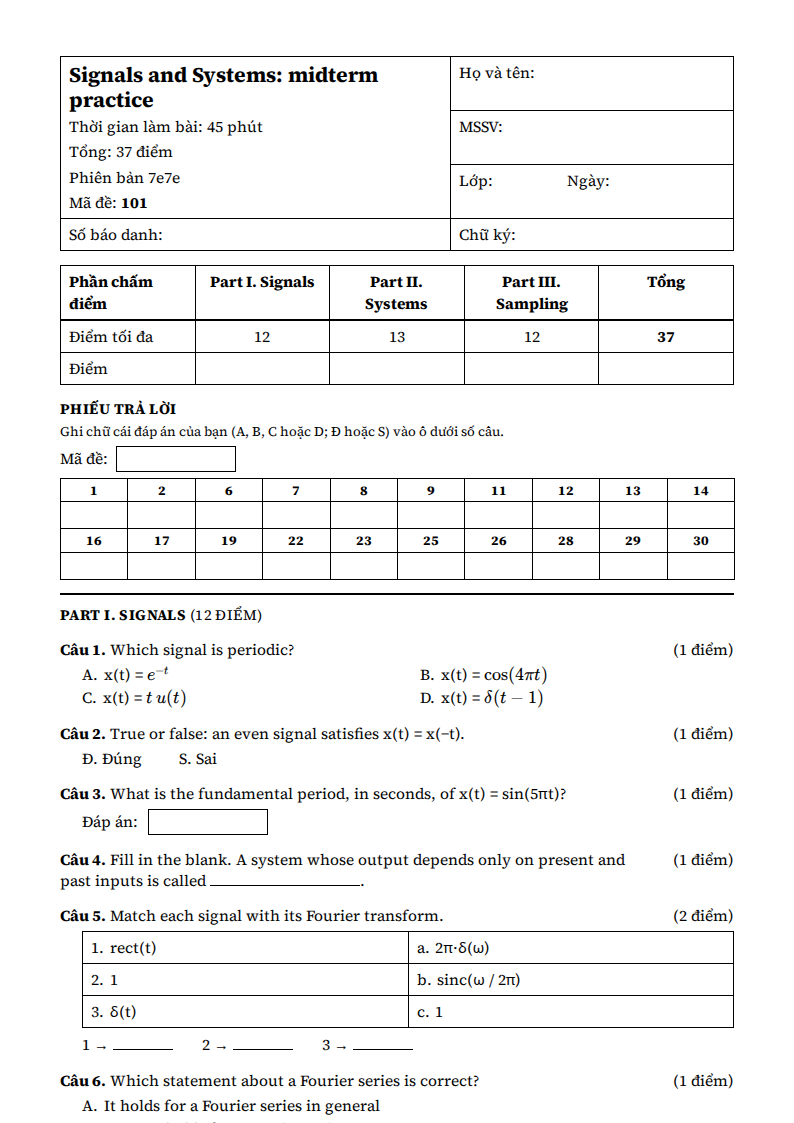 Signals and Systems: midterm
practice
Thời gian làm bài: 45 phút
Tổng: 37 điểm
Phiên bản 7e7e
Mã đề: 101
Họ và tên:
MSSV:
Lớp: Ngày:
Số báo danh: Chữ ký:
Phần chấm điểm Part I. Signals Part II. Systems Part III. Sampling Tổng
Điểm tối đa 12 13 12 37
Điểm
PHIẾU TRẢ LỜI
Ghi chữ cái đáp án của bạn (A, B, C hoặc D; Đ hoặc S) vào ô dưới số câu.
Mã đề:
1 2 6 7 8 9 11 12 13 14
16 17 19 22 23 25 26 28 29 30
PART I. SIGNALS (12 ĐIỂM)
Câu 1. Which signal is periodic? (1 điểm)
A. x(t) = e⁻ᵗ B. x(t) = cos(4πt)
C. x(t) = t u(t) D. x(t) = δ(t − 1)
Câu 2. True or false: an even signal satisfies x(t) = x(−t). (1 điểm)
Đ. Đúng S. Sai
Câu 3. What is the fundamental period, in seconds, of x(t) = sin(5πt)? (1 điểm)
Đáp án:
Câu 4. Fill in the blank. A system whose output depends only on present and (1 điểm)
past inputs is called ____________.
Câu 5. Match each signal with its Fourier transform. (2 điểm)
1. rect(t) a. 2π·δ(ω)
2. 1 b. sinc(ω / 2π)
3. δ(t) c. 1
1 → ______ 2 → ______ 3 → ______
Câu 6. Which statement about a Fourier series is correct? (1 điểm)
A. It holds for a Fourier series in general